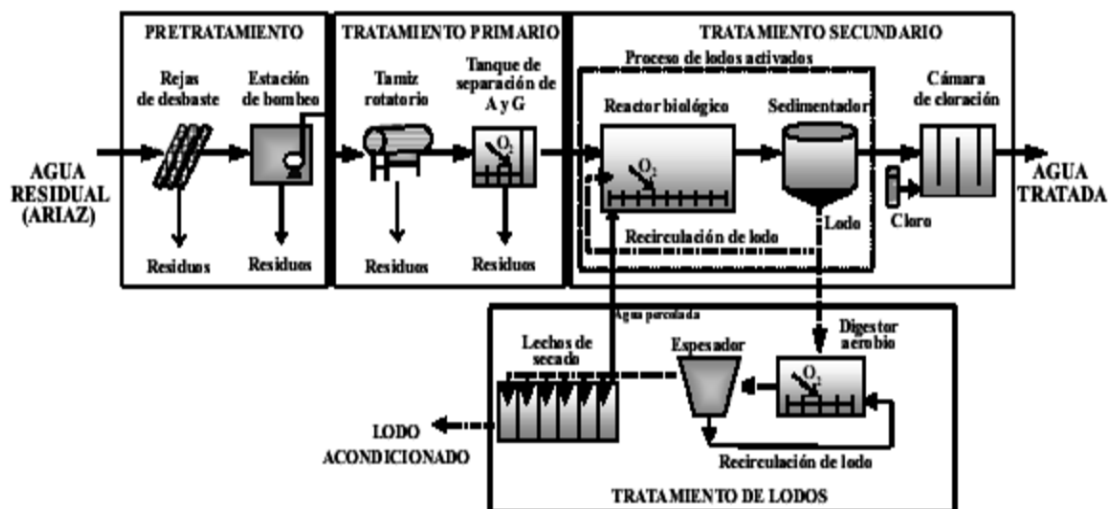 PRETRATAMIENTO
TRATAMIENTO PRIMARIO
TRATAMIENTO SECUNDARIO
Rejas
de desbaste
Estación
de bombeo
Tamiz
rotatorio
Tanque de
separación de
A y G
Proceso de lodos activados
Reactor biológico
Sedimentador
Cámara
de cloración
O2
O2
AGUA
RESIDUAL
(ARIAZ)
AGUA
TRATADA
Lodo
Cloro
Recirculación de lodo
Residuos
Residuos
Residuos
Residuos
Agua percolada
Lechos de
secado
Espesador
Digestor
aerobio
O2
LODO
ACONDICIONADO
Recirculación de lodo
TRATAMIENTO DE LODOS